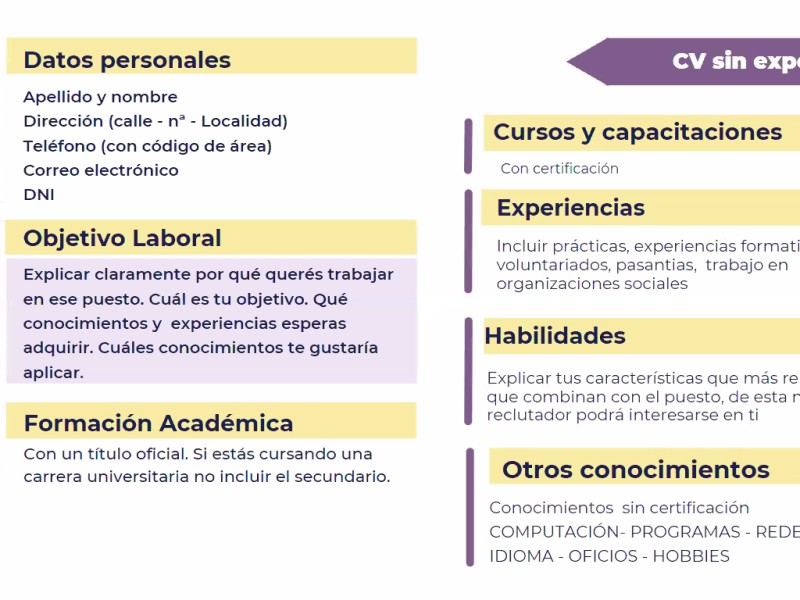 Datos personales
Apellido y nombre
Dirección (calle - nª - Localidad)
Teléfono (con código de área)
Correo electrónico
DNI
Objetivo Laboral
Explicar claramente por qué querés trabajar
en ese puesto. Cuál es tu objetivo. Qué
conocimientos y experiencias esperas
adquirir. Cuáles conocimientos te gustaría
aplicar.
Formación Académica
Con un título oficial. Si estás cursando una
carrera universitaria no incluir el secundario.
CV sin
Cursos y capacitaciones
Con certificación
Experiencias
Incluir prácticas, experiencias
voluntariados, pasantias, trabajo en
organizaciones sociales
Habilidades
Explicar tus características que más
que combinan con el puesto, de esta
reclutador podrá interesarse en ti
Otros conocimientos
Conocimientos sin certificación
COMPUTACIÓN- PROGRAMAS -
IDIOMA - OFICIOS - HOBBIES